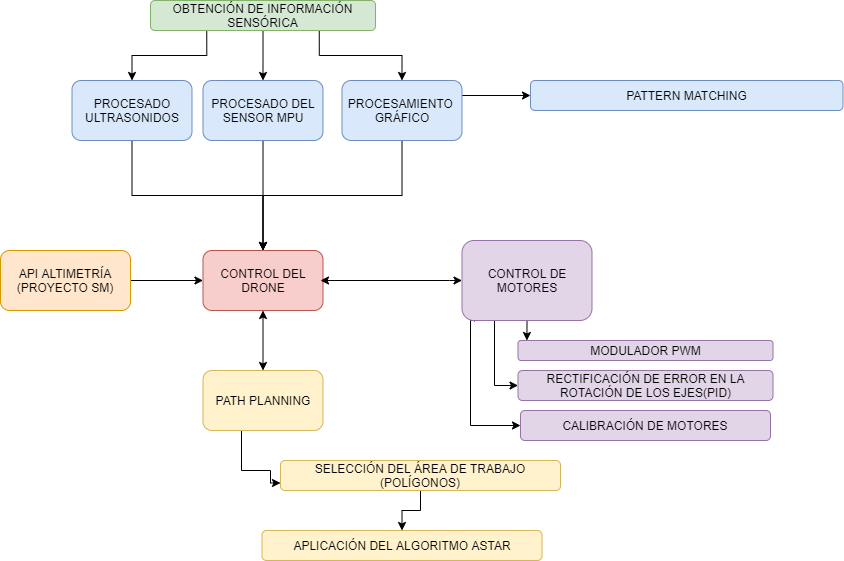 OBTENCIÓN DE INFORMACIÓN
SENSÓRICA
PROCESADO
ULTRASONIDOS
PROCESADO DEL
SENSOR MPU
PROCESAMIENTO
GRÁFICO
PATTERN MATCHING
API ALTIMETRÍA
(PROYECTO SM)
CONTROL DEL
DRONE
CONTROL DE
MOTORES
MODULADOR PWM
RECTIFICACIÓN DE ERROR EN LA
ROTACIÓN DE LOS EJES(PID)
CALIBRACIÓN DE MOTORES
PATH PLANNING
SELECCIÓN DEL ÁREA DE TRABAJO
(POLÍGONOS)
APLICACIÓN DEL ALGORITMO ASTAR